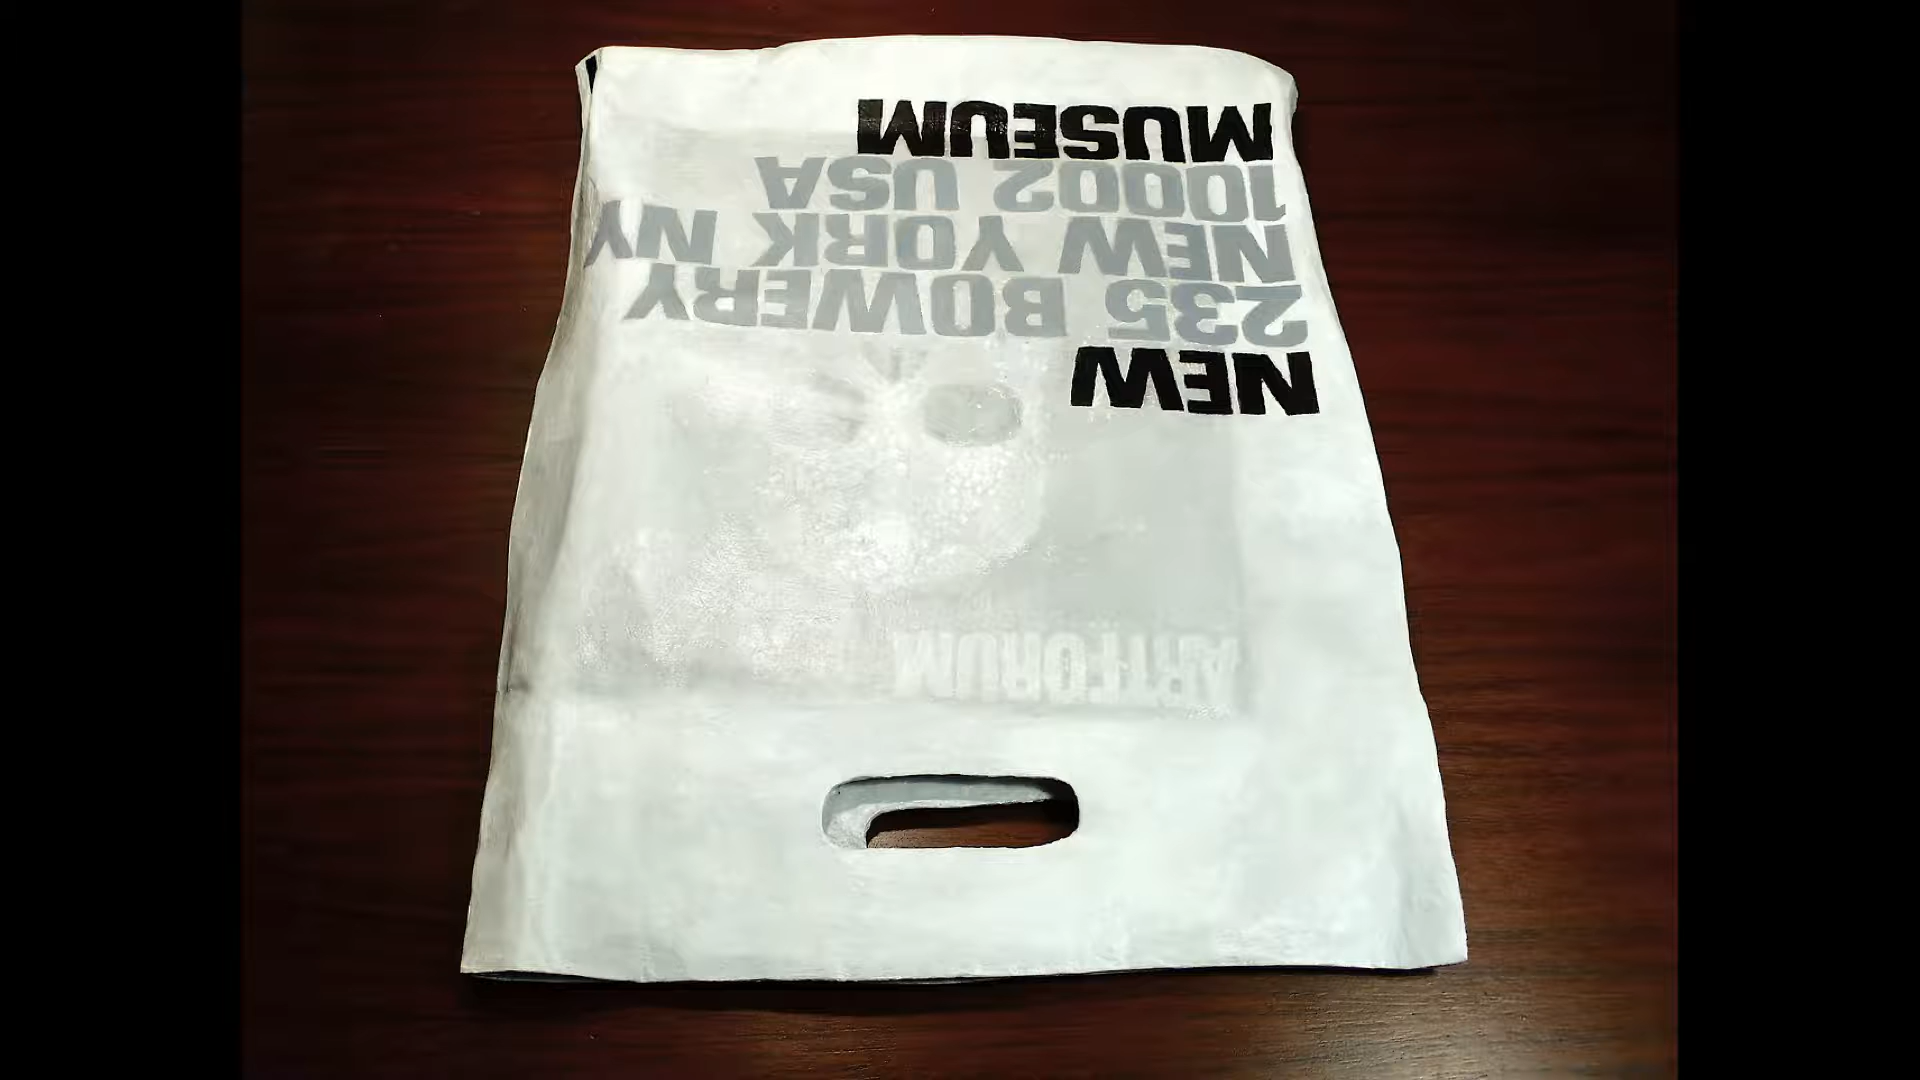 NEW
235 BOWERY
NEW YORK NY
10002 USA
MUSEUM
ARTFORUM